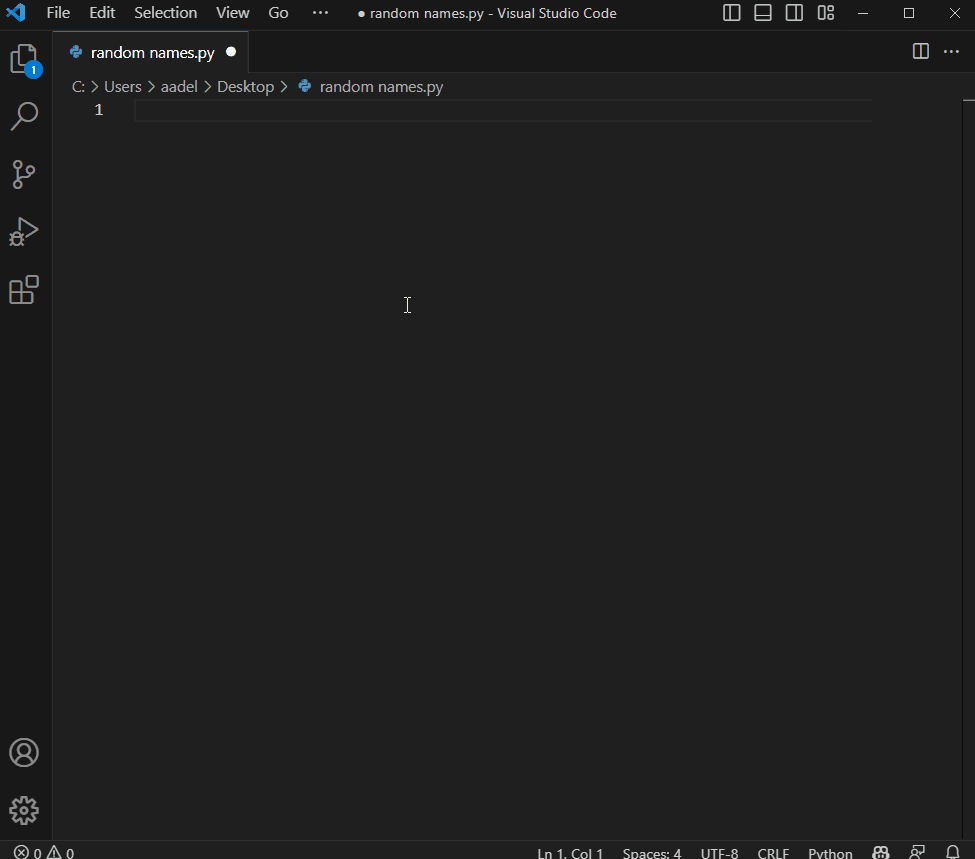 File Edit Selection View Go ··· ● random names.py - Visual Studio Code
random names.py ●
C: > Users > aadel > Desktop > random names.py
1
1
0 0 Ln 1, Col 1 Spaces: 4 UTF-8 CRLF Python